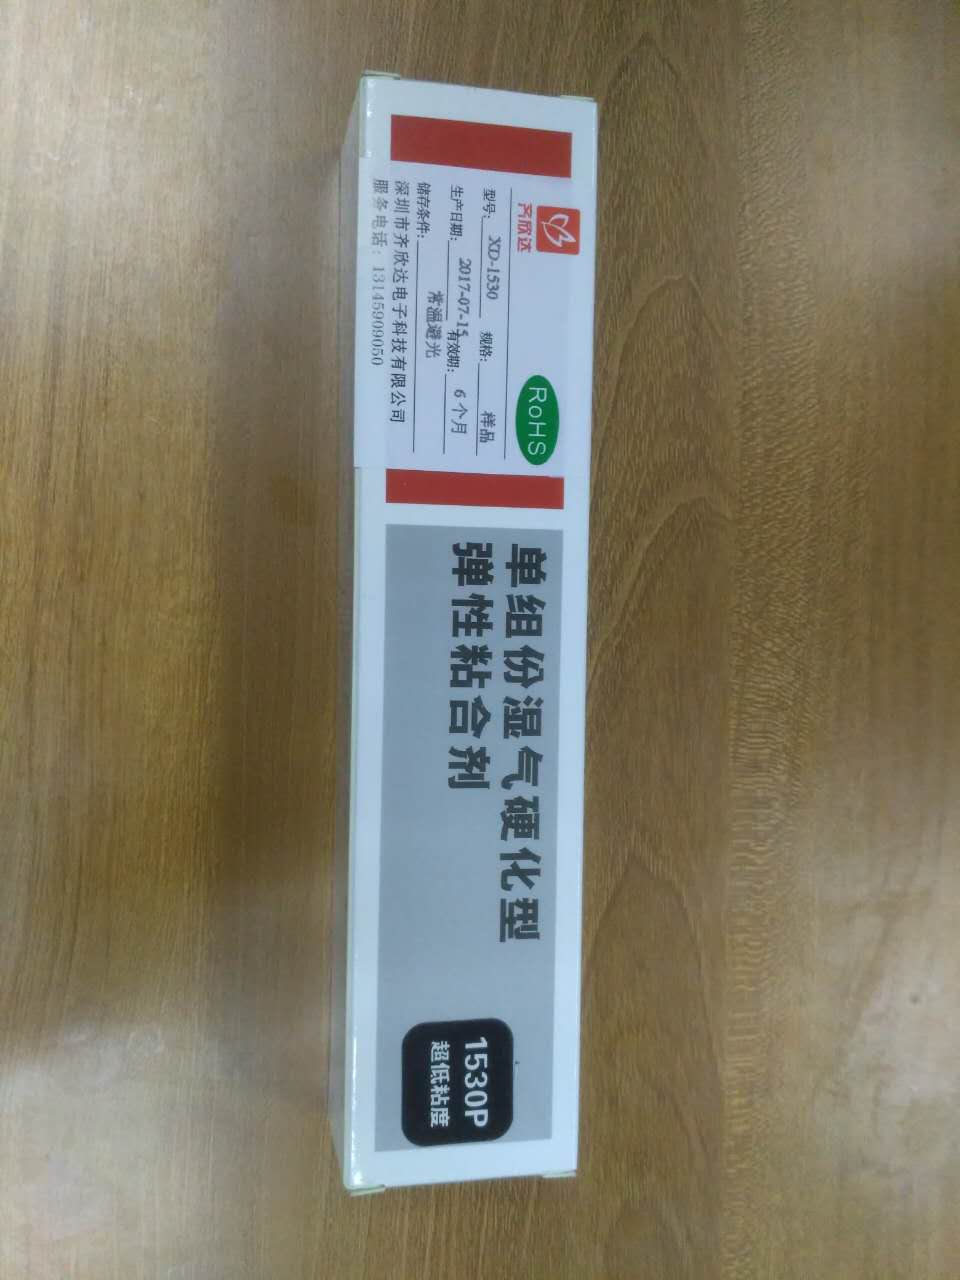 齐欣达
RoHS
型号: XD-1530 规格: 样品
生产日期: 2017-07-15 有效期: 6个月
储存条件: 常温避光
深圳市齐欣达电子科技有限公司
服务电话: 13145909050
单组份湿气硬化型
弹性粘合剂
1530P
超低粘度